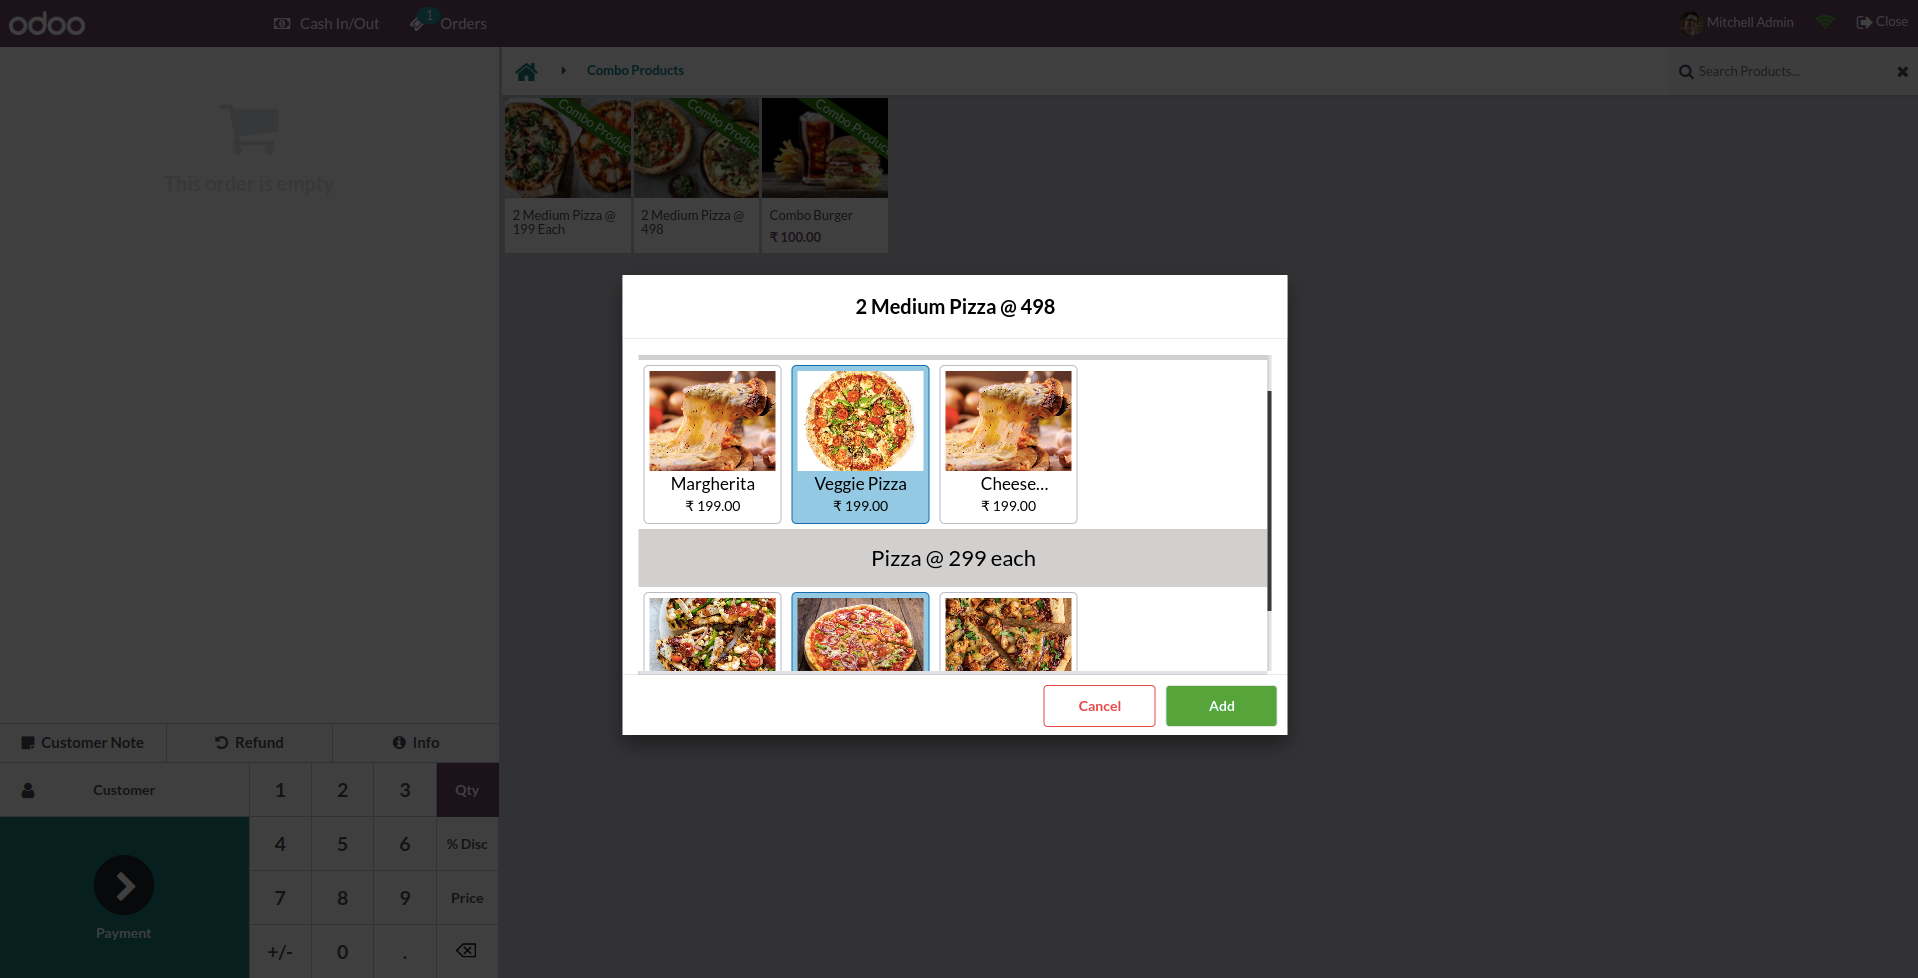 odoo
Cash In/Out
1
Orders
Mitchell Admin
Close
Combo Products
Search Products...
This order is empty
Combo Produc
Combo Produc
Combo Produc
2 Medium Pizza @
199 Each
2 Medium Pizza @
498
Combo Burger
₹ 100.00
2 Medium Pizza @ 498
Margherita
₹ 199.00
Veggie Pizza
₹ 199.00
Cheese...
₹ 199.00
Pizza @ 299 each
Cancel
Add
Customer Note
Refund
Info
Customer
1 2 3 Qty
4 5 6 % Disc
7 8 9 Price
+/- 0 .
Payment